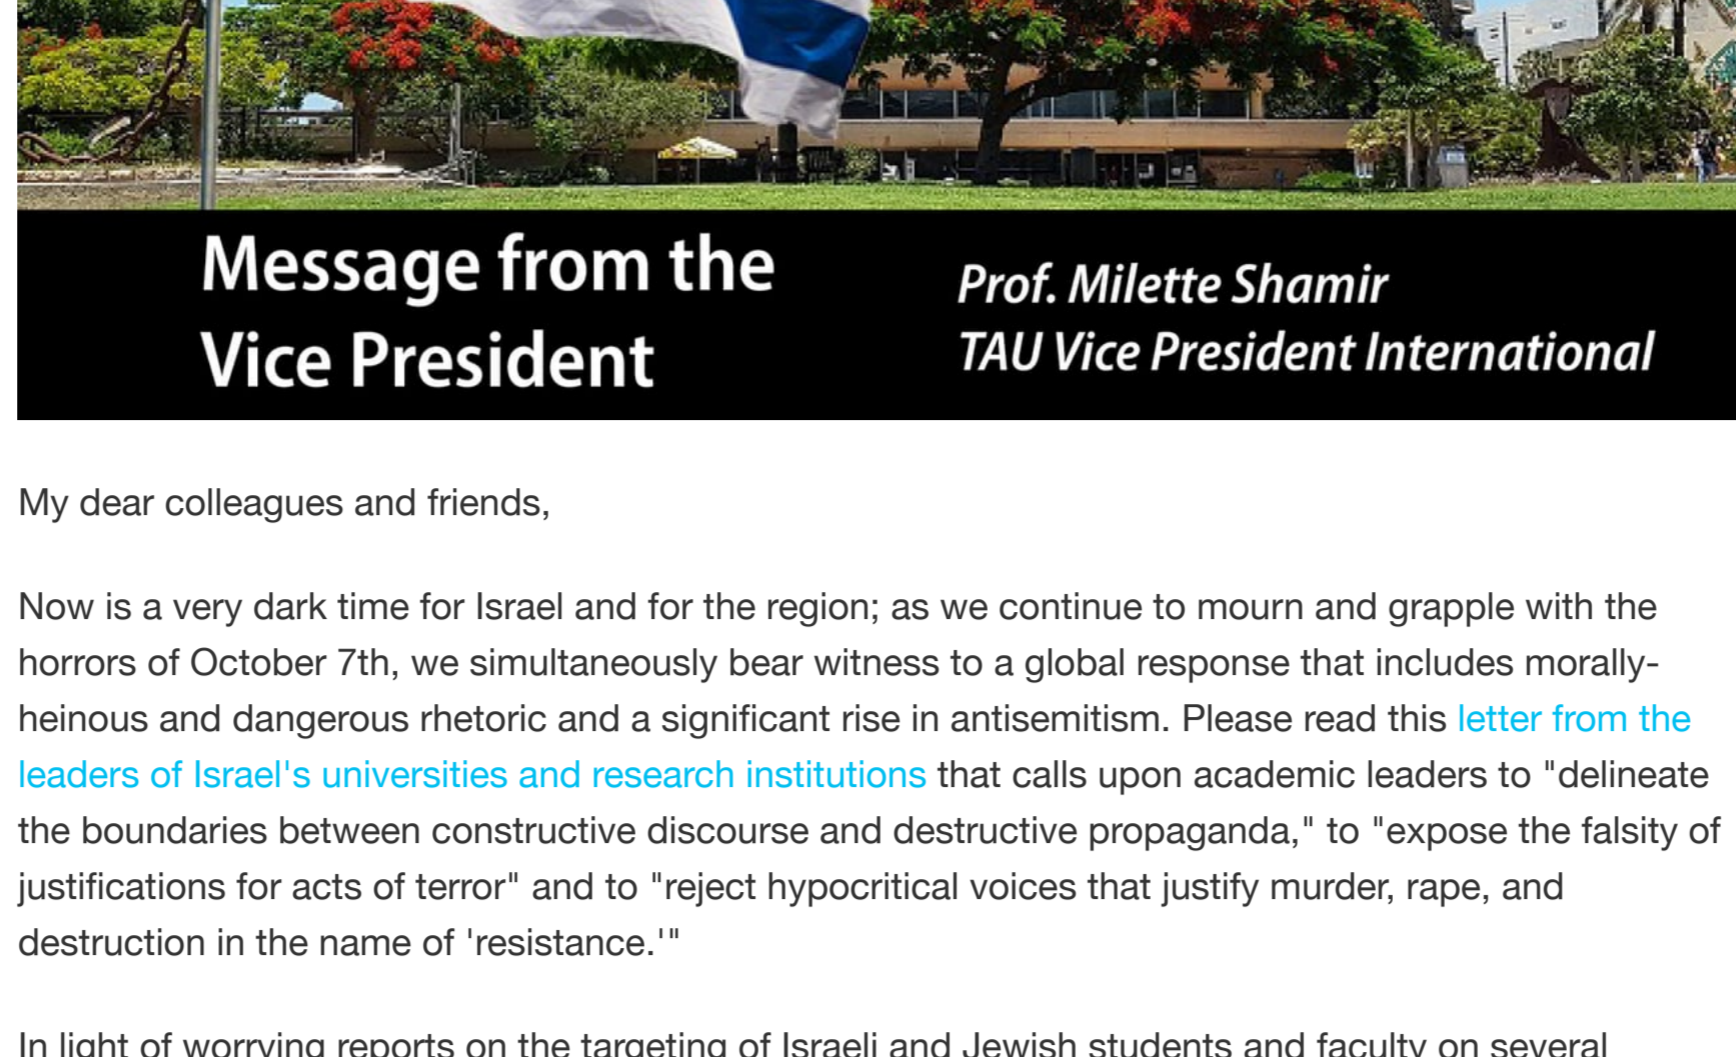 Message from the
Vice President
Prof. Milette Shamir
TAU Vice President International
My dear colleagues and friends,
Now is a very dark time for Israel and for the region; as we continue to mourn and grapple with the
horrors of October 7th, we simultaneously bear witness to a global response that includes morally-
heinous and dangerous rhetoric and a significant rise in antisemitism. Please read this letter from the
leaders of Israel's universities and research institutions that calls upon academic leaders to "delineate
the boundaries between constructive discourse and destructive propaganda," to "expose the falsity of
justifications for acts of terror" and to "reject hypocritical voices that justify murder, rape, and
destruction in the name of 'resistance.'"
In light of worrying reports on the targeting of Israeli and Jewish students and faculty on several